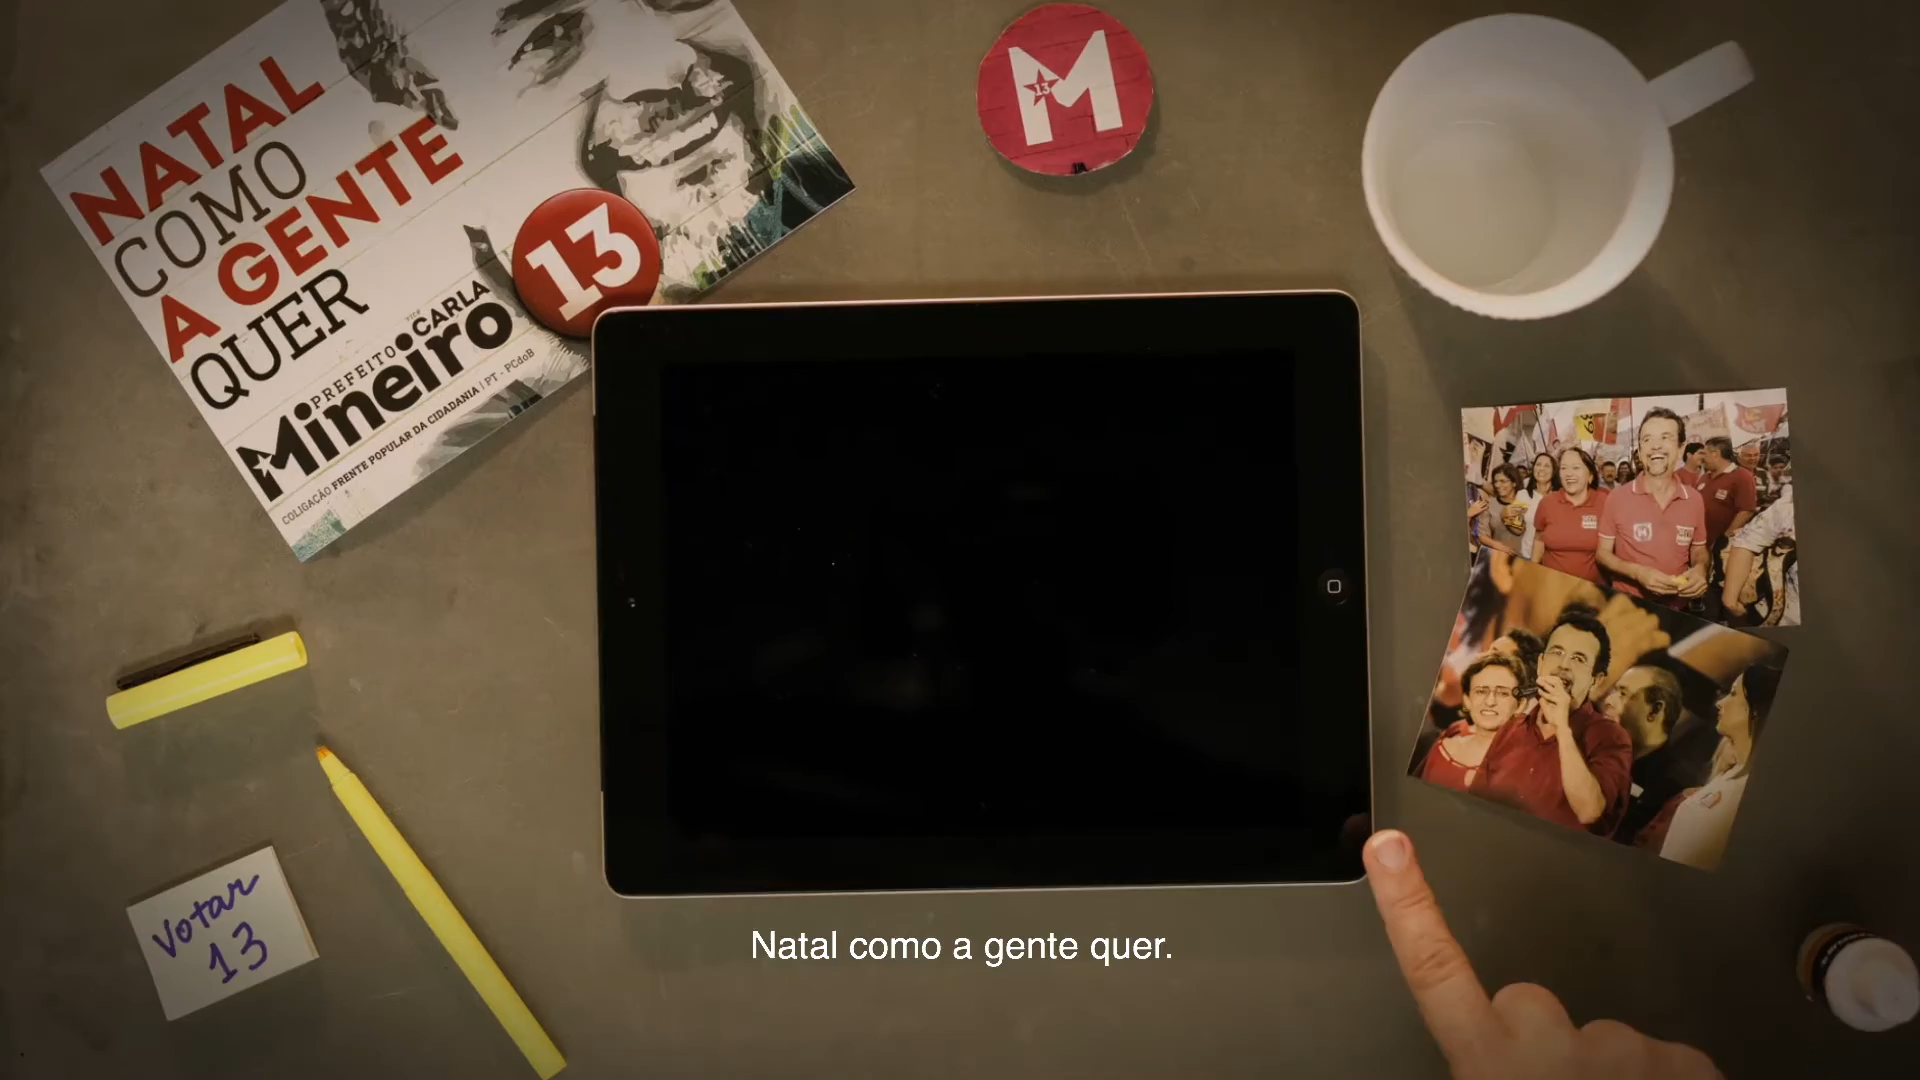 NATAL
COMO
A GENTE
QUER
PREFEITO VICE CARLA
Mineiro
COLIGAÇÃO FRENTE POPULAR DA CIDADANIA | PT - PCdoB
13
M
13
Votar
13
Natal como a gente quer.